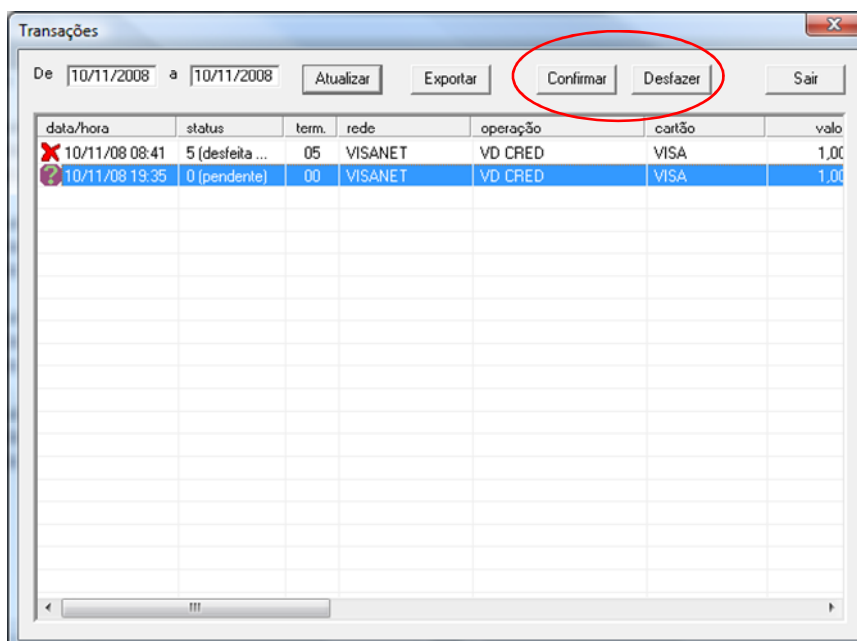 Transações
De 10/11/2008 a 10/11/2008 Atualizar Exportar Confirmar Desfazer Sair
data/hora status term. rede operação cartão valo
10/11/08 08:41 5 (desfeita ... 05 VISANET VD CRED VISA 1,00
10/11/08 19:35 0 (pendente) 00 VISANET VD CRED VISA 1,00